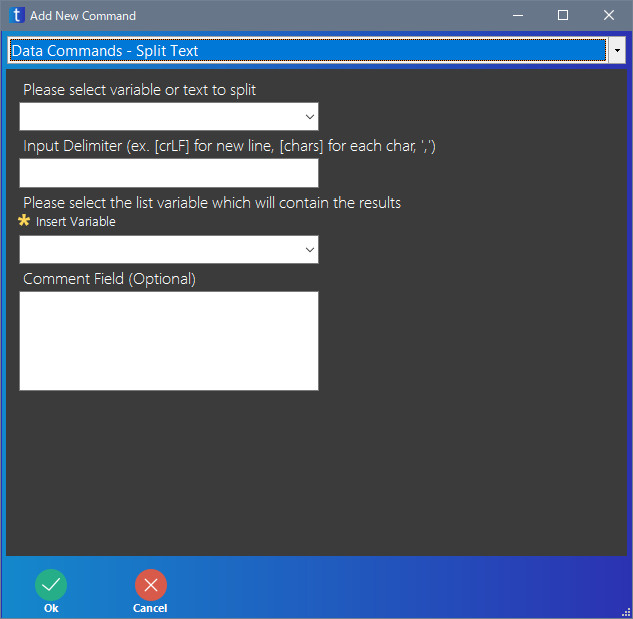 Add New Command
Data Commands - Split Text
Please select variable or text to split
Input Delimiter (ex. [crLF] for new line, [chars] for each char, ',')
Please select the list variable which will contain the results
Insert Variable
Comment Field (Optional)
Ok
Cancel